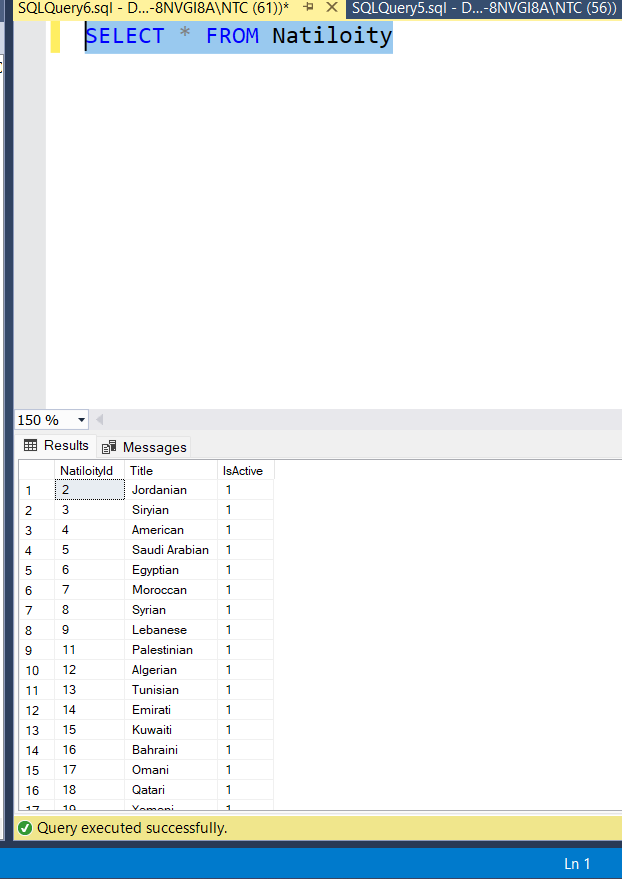 SQLQuery6.sql - D...-8NVGI8A\NTC (61))* SQLQuery5.sql - D...-8NVGI8A\NTC (56))
SELECT * FROM Natiloity
150 %
Results Messages
NatiloityId Title IsActive
1 2 Jordanian 1
2 3 Siryian 1
3 4 American 1
4 5 Saudi Arabian 1
5 6 Egyptian 1
6 7 Moroccan 1
7 8 Syrian 1
8 9 Lebanese 1
9 11 Palestinian 1
10 12 Algerian 1
11 13 Tunisian 1
12 14 Emirati 1
13 15 Kuwaiti 1
14 16 Bahraini 1
15 17 Omani 1
16 18 Qatari 1
17 19 Yemeni 1
Query executed successfully.
Ln 1